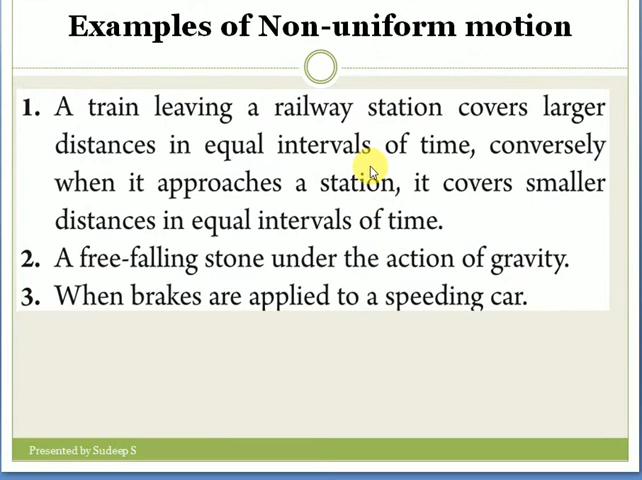 Examples of Non-uniform motion
1. A train leaving a railway station covers larger
distances in equal intervals of time, conversely
when it approaches a station, it covers smaller
distances in equal intervals of time.
2. A free-falling stone under the action of gravity.
3. When brakes are applied to a speeding car.
Presented by Sudeep S